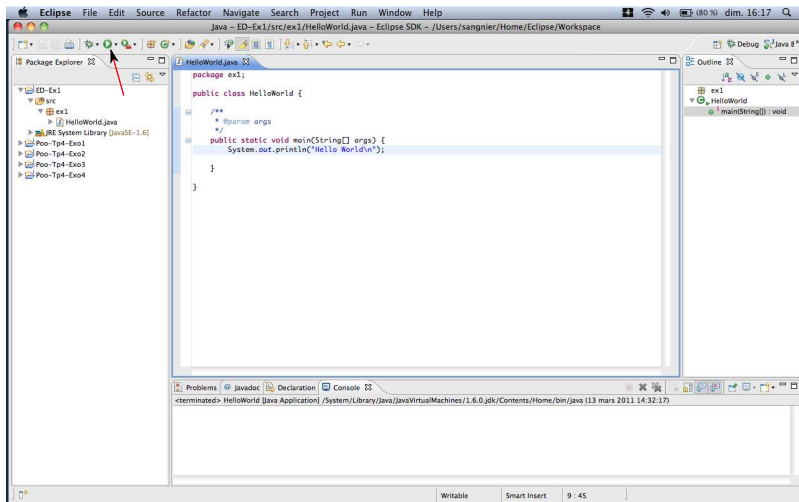 Eclipse File Edit Source Refactor Navigate Search Project Run Window Help (80 %) dim. 16:17
Java – ED-Ex1/src/ex1/HelloWorld.java – Eclipse SDK – /Users/sangnier/Home/Eclipse/Workspace
Debug Java
Package Explorer
ED-Ex1
src
ex1
HelloWorld.java
JRE System Library [JavaSE-1.6]
Poo-Tp4-Exo1
Poo-Tp4-Exo2
Poo-Tp4-Exo3
Poo-Tp4-Exo4
HelloWorld.java
package ex1;
public class HelloWorld {
/**
* @param args
*/
public static void main(String[] args) {
System.out.println("Hello World\n");
}
}
Outline
ex1
HelloWorld
main(String[]) : void
Problems @ Javadoc Declaration Console
<terminated> HelloWorld [Java Application] /System/Library/Java/JavaVirtualMachines/1.6.0.jdk/Contents/Home/bin/java (13 mars 2011 14:32:17)
Writable Smart Insert 9 : 45